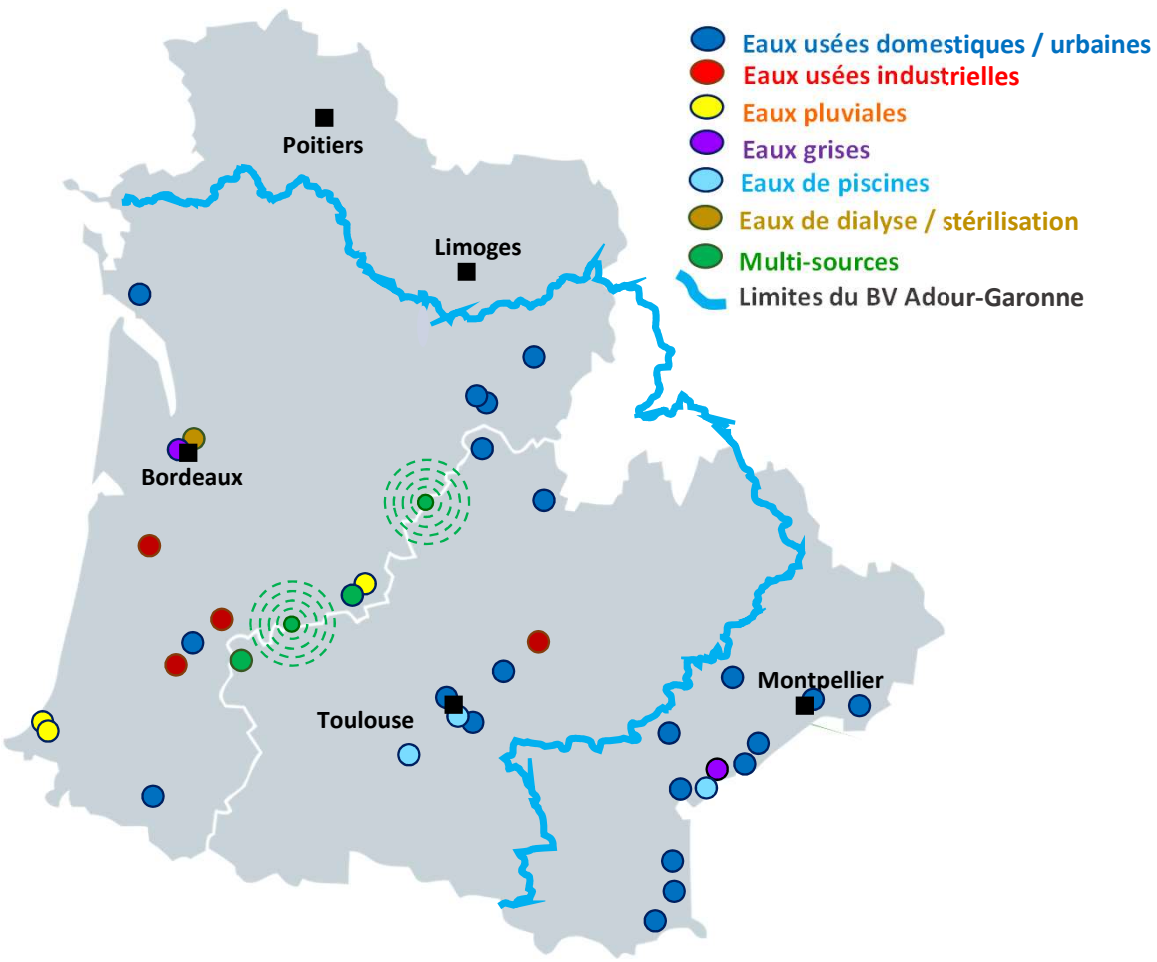 Eaux usées domestiques / urbaines
Eaux usées industrielles
Eaux pluviales
Eaux grises
Eaux de piscines
Eaux de dialyse / stérilisation
Multi-sources
Limites du BV Adour-Garonne
Poitiers
Limoges
Bordeaux
Montpellier
Toulouse